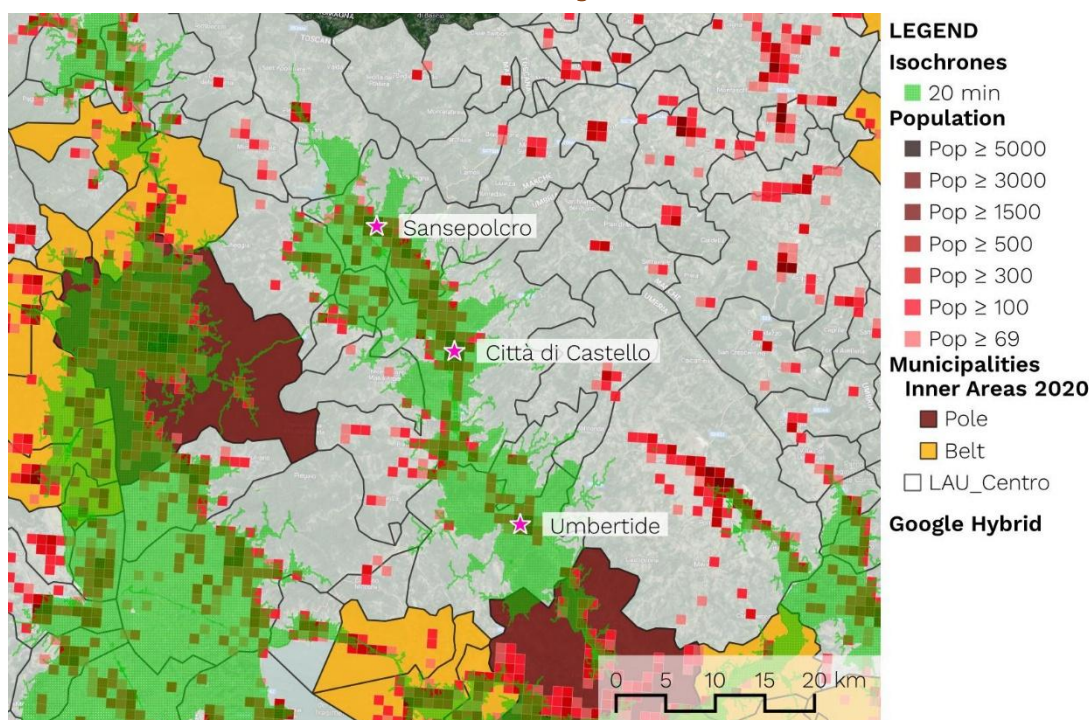 TOSCAN
MARCHE
Sansepolcro
Città di Castello
Umbertide
0 5 10 15 20 km
LEGEND
Isochrones
20 min
Population
Pop ≥ 5000
Pop ≥ 3000
Pop ≥ 1500
Pop ≥ 500
Pop ≥ 300
Pop ≥ 100
Pop ≥ 69
Municipalities
Inner Areas 2020
Pole
Belt
LAU_Centro
Google Hybrid